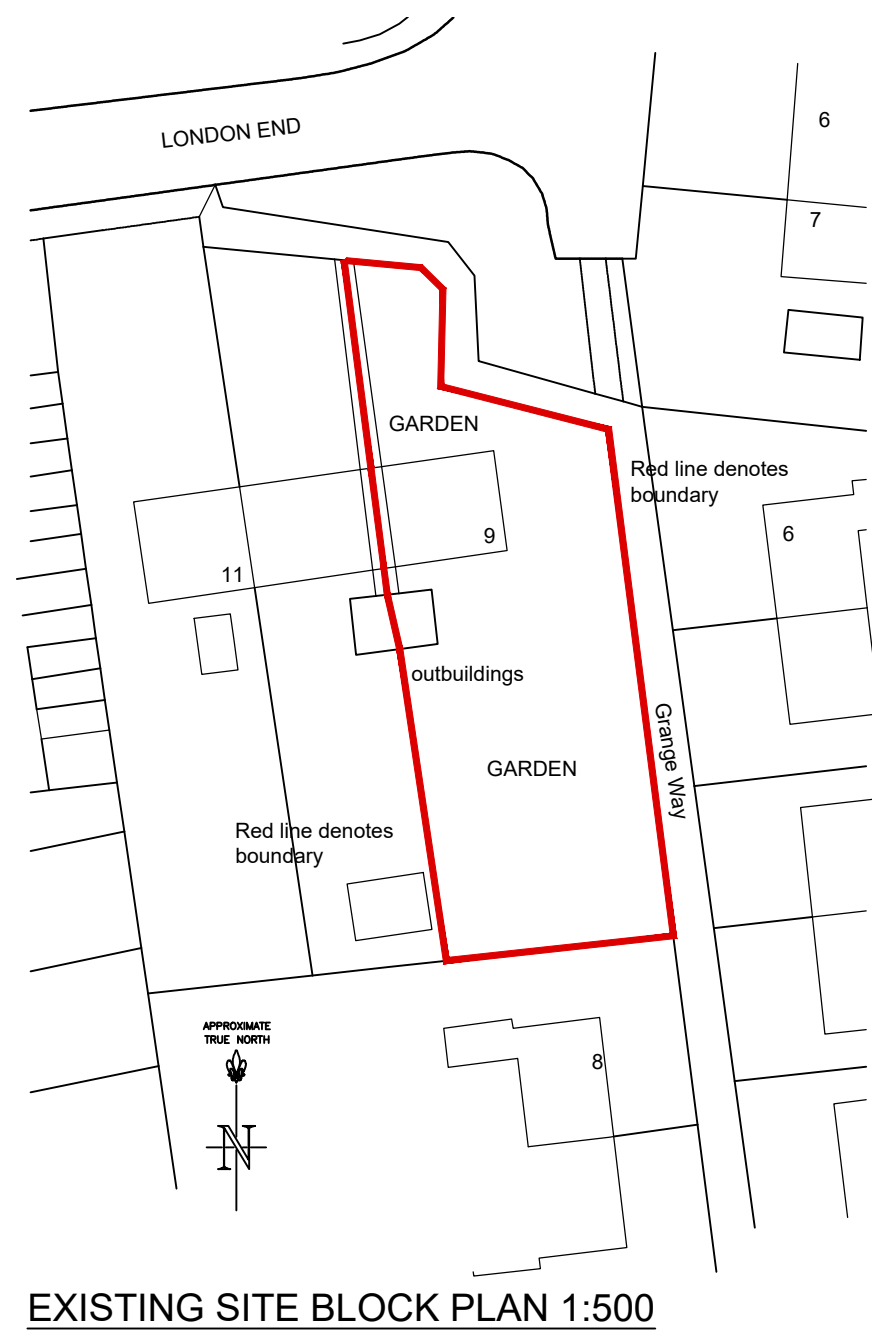 LONDON END
6
7
GARDEN
Red line denotes
boundary
9
6
11
outbuildings
Grange Way
GARDEN
Red line denotes
boundary
APPROXIMATE
TRUE NORTH
N
8
EXISTING SITE BLOCK PLAN 1:500